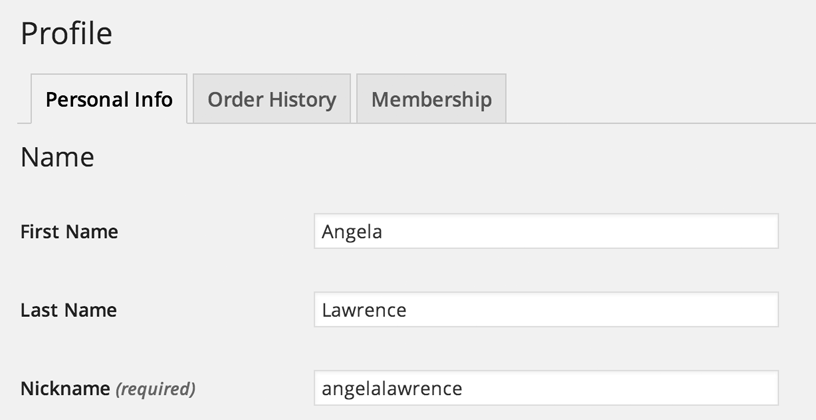 Profile
Personal Info Order History Membership
Name
First Name Angela
Last Name Lawrence
Nickname (required) angelalawrence